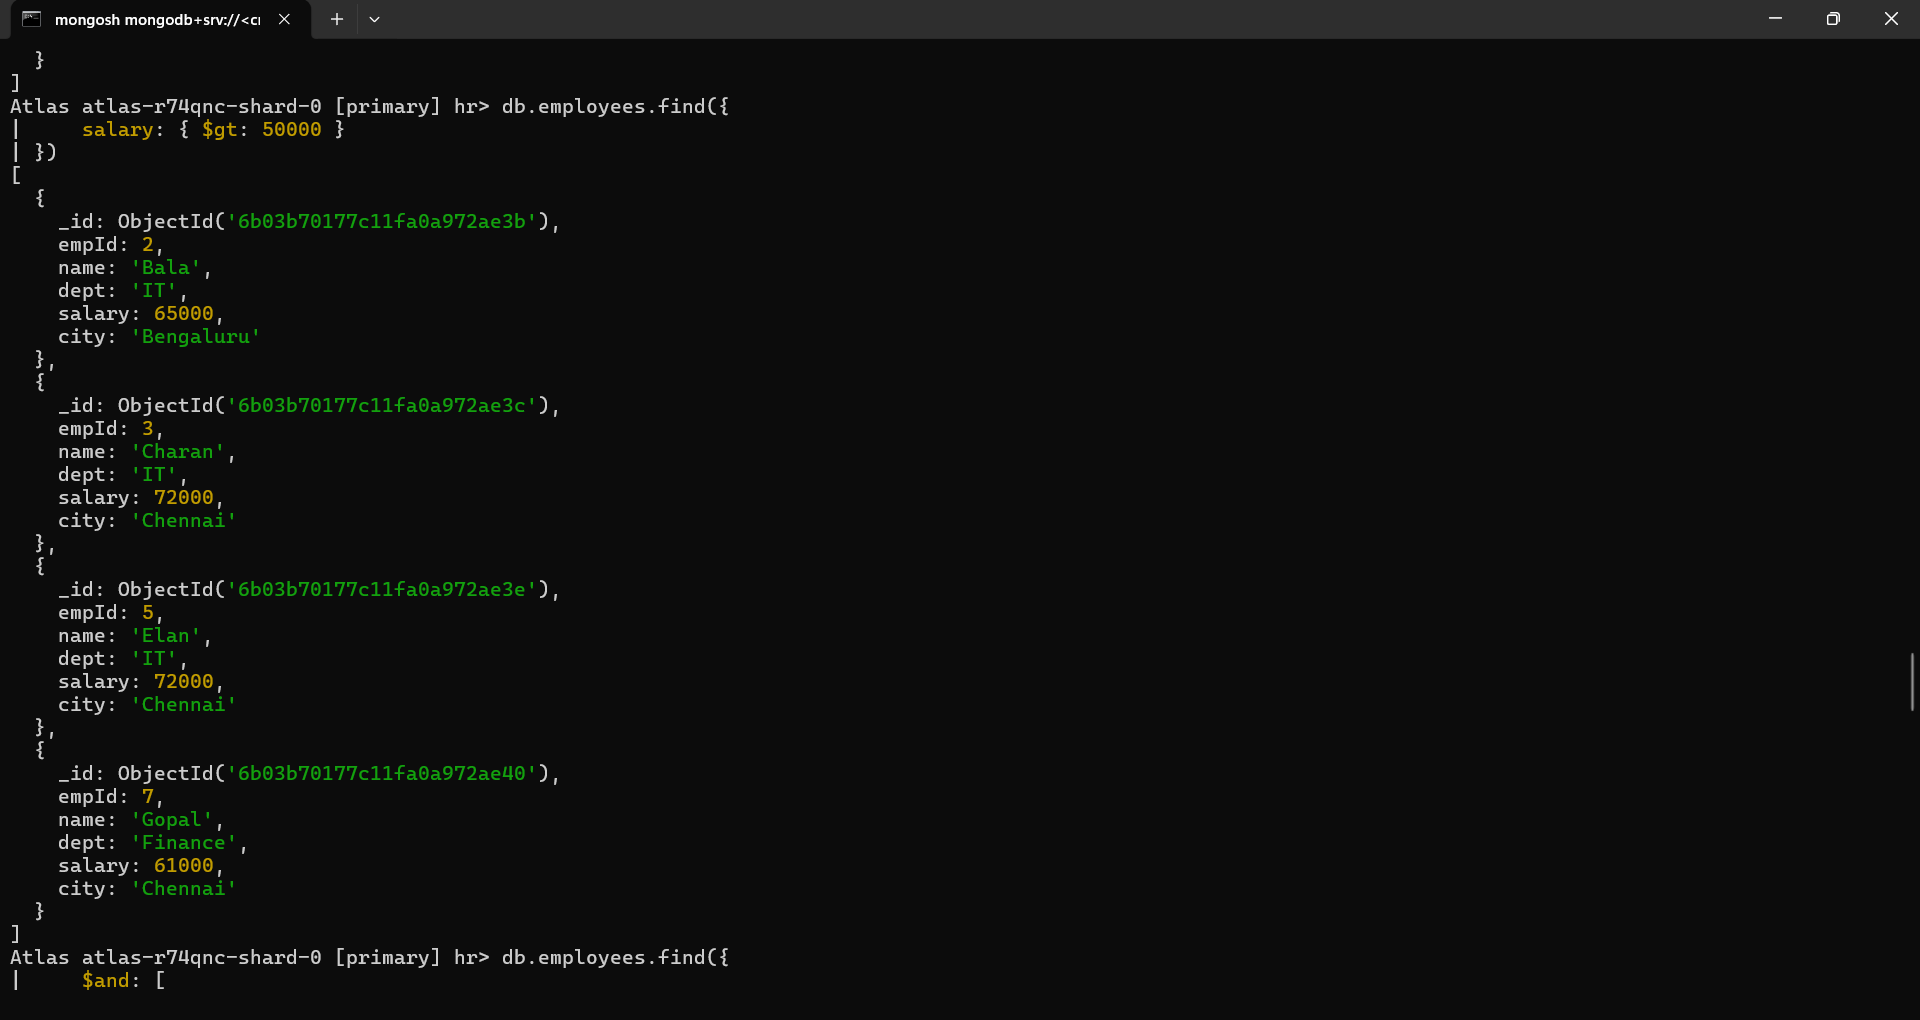 mongosh mongodb+srv://<cr
  }
]
Atlas atlas-r74qnc-shard-0 [primary] hr> db.employees.find({
|     salary: { $gt: 50000 }
| })
[
  {
    _id: ObjectId('6b03b70177c11fa0a972ae3b'),
    empId: 2,
    name: 'Bala',
    dept: 'IT',
    salary: 65000,
    city: 'Bengaluru'
  },
  {
    _id: ObjectId('6b03b70177c11fa0a972ae3c'),
    empId: 3,
    name: 'Charan',
    dept: 'IT',
    salary: 72000,
    city: 'Chennai'
  },
  {
    _id: ObjectId('6b03b70177c11fa0a972ae3e'),
    empId: 5,
    name: 'Elan',
    dept: 'IT',
    salary: 72000,
    city: 'Chennai'
  },
  {
    _id: ObjectId('6b03b70177c11fa0a972ae40'),
    empId: 7,
    name: 'Gopal',
    dept: 'Finance',
    salary: 61000,
    city: 'Chennai'
  }
]
Atlas atlas-r74qnc-shard-0 [primary] hr> db.employees.find({
|     $and: [